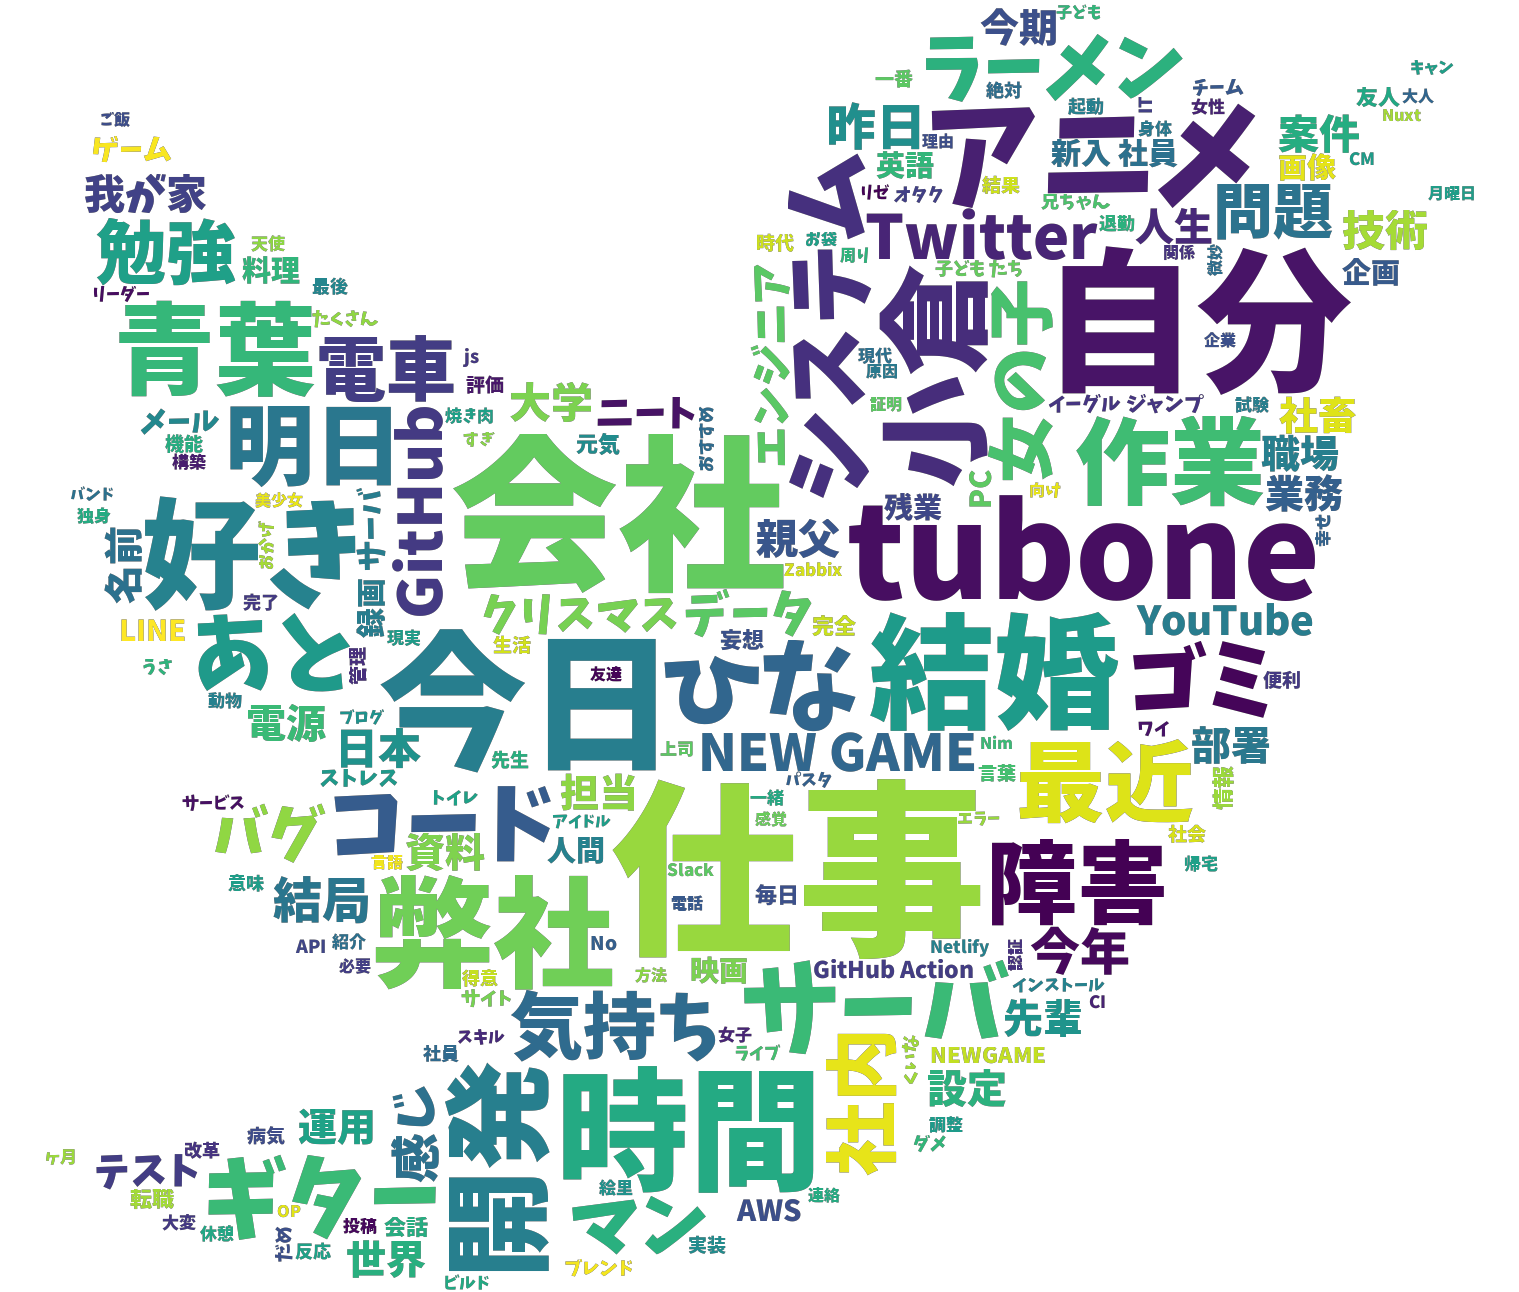 子ども
今期
ラーメン
キャン
一番
絶対
友人
大人
チーム
起動
IT
女性
Nuxt
ご飯
昨日
アニメ
身体
案件
ゲーム
理由
新入 社員
CM
英語
画像
我が家
結果
リゼ
オタク
月曜日
兄ちゃん
問題
勉強
Twitter
退勤
人生
技術
天使
時代
お袋
周り
関係
微妙
料理
子ども たち
企画
リーダー
最後
システム
小倉
女の子
自分
エンジニア
青葉
たくさん
電車
js
企業
現代
原因
評価
大学
ニート
証明
イーグル ジャンプ
試験
社畜
メール
明日
GitHub
焼き肉
すぎ
元気
おすすめ
機能
構築
会社
作業
職場
PC
向け
業務
バンド
独身
美少女
サーバ
残業
tubone
幸せ
好き
名前
おかげ
親父
Zabbix
完了
録画
クリスマス
データ
完全
YouTube
LINE
あと
現実
生活
妄想
結婚
うさ
管理
今日
友達
ひな
ゴミ
便利
動物
電源
ブログ
日本
ワイ
先生
上司
NEW GAME
Nim
部署
ストレス
言葉
最近
情報
パスタ
サービス
トイレ
担当
一緒
バグ
コード
アイドル
仕事
感覚
エラー
社会
言語
資料
人間
障害
帰宅
意味
結局
弊社
Slack
電話
毎日
API
紹介
No
Netlify
認証
今年
必要
得意
方法
映画
GitHub Action
サイト
サーバ
インストール
CI
気持ち
先輩
スキル
女子
社員
ライブ
社内
くいな
NEWGAME
開発
時間
設定
感じ
運用
調整
病気
ダメ
改革
ケ月
テスト
ギター
転職
絵里
連絡
OP
大変
休憩
投稿
会話
マン
AWS
だめ
反応
世界
実装
ブレンド
ビルド